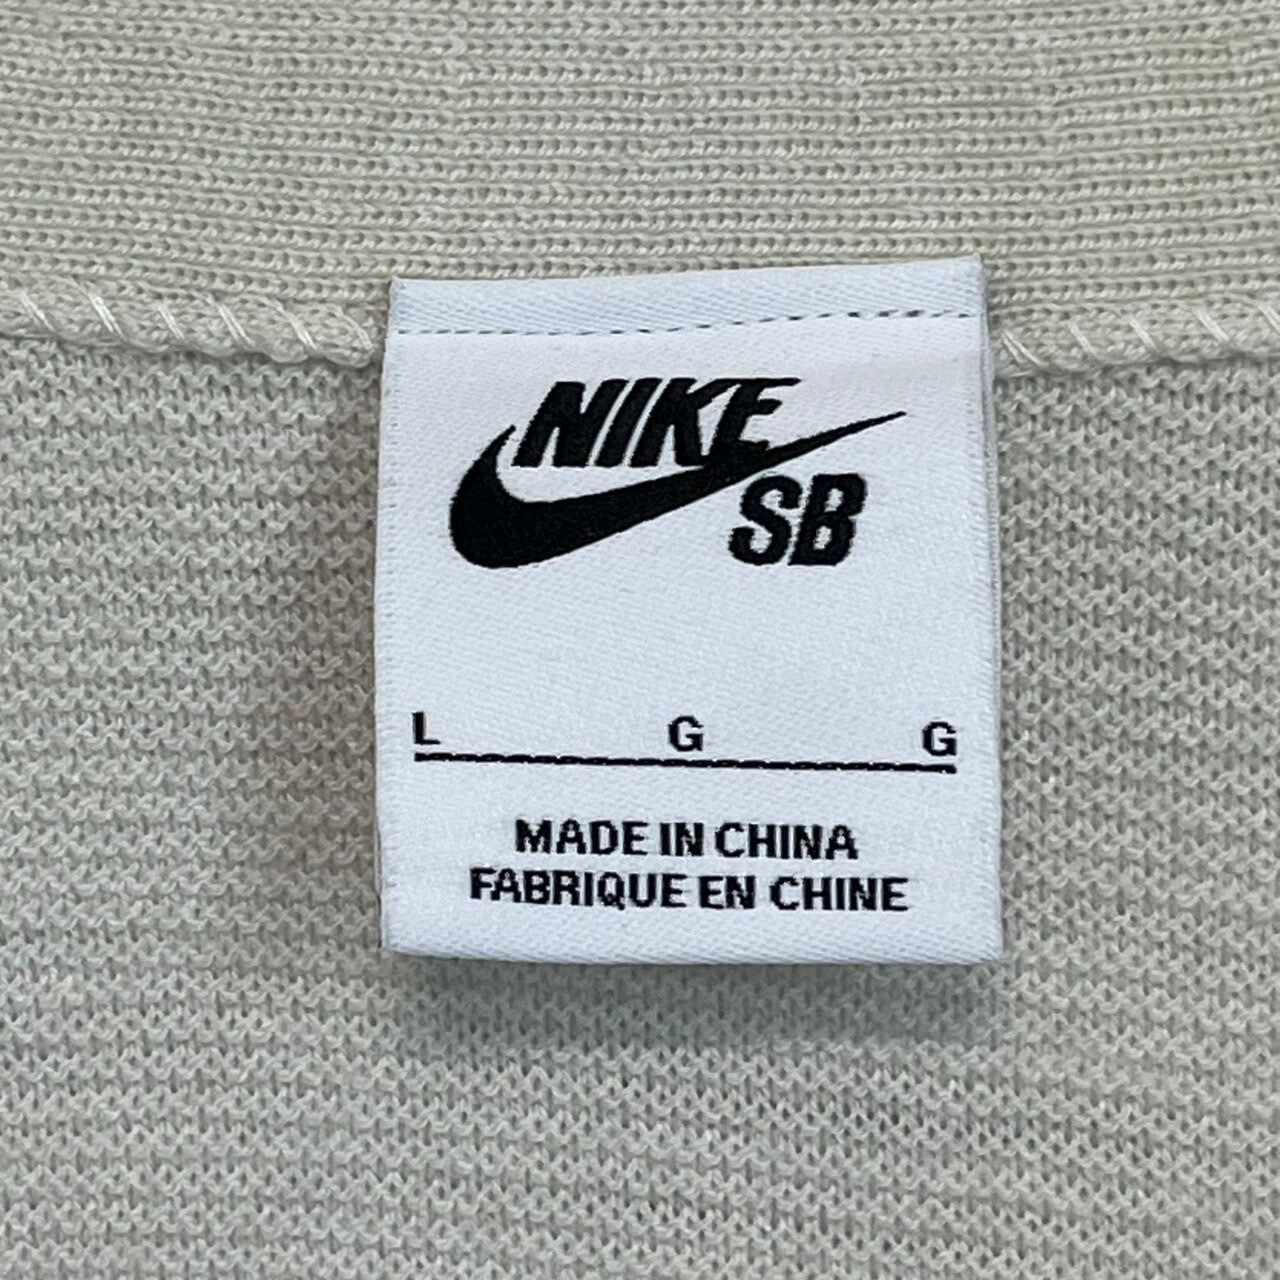 NIKE
SB
L G G
MADE IN CHINA
FABRIQUE EN CHINE